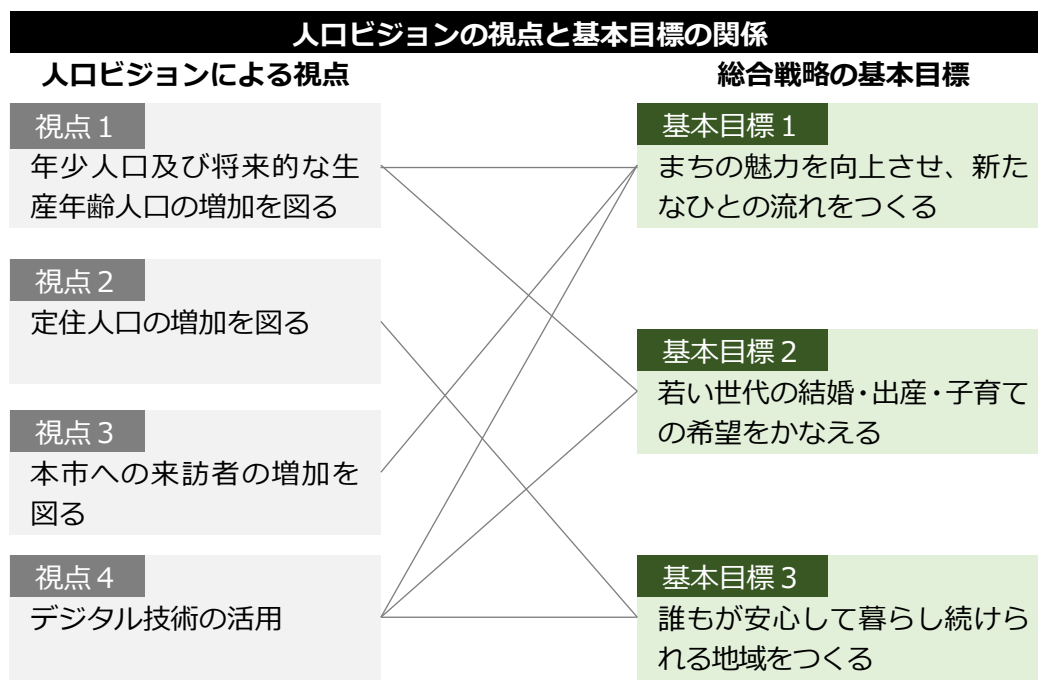 人口ビジョンの視点と基本目標の関係
人口ビジョンによる視点
視点１
年少人口及び将来的な生
産年齢人口の増加を図る
視点２
定住人口の増加を図る
視点３
本市への来訪者の増加を
図る
視点４
デジタル技術の活用
総合戦略の基本目標
基本目標１
まちの魅力を向上させ、新た
なひとの流れをつくる
基本目標２
若い世代の結婚・出産・子育て
の希望をかなえる
基本目標３
誰もが安心して暮らし続けら
れる地域をつくる